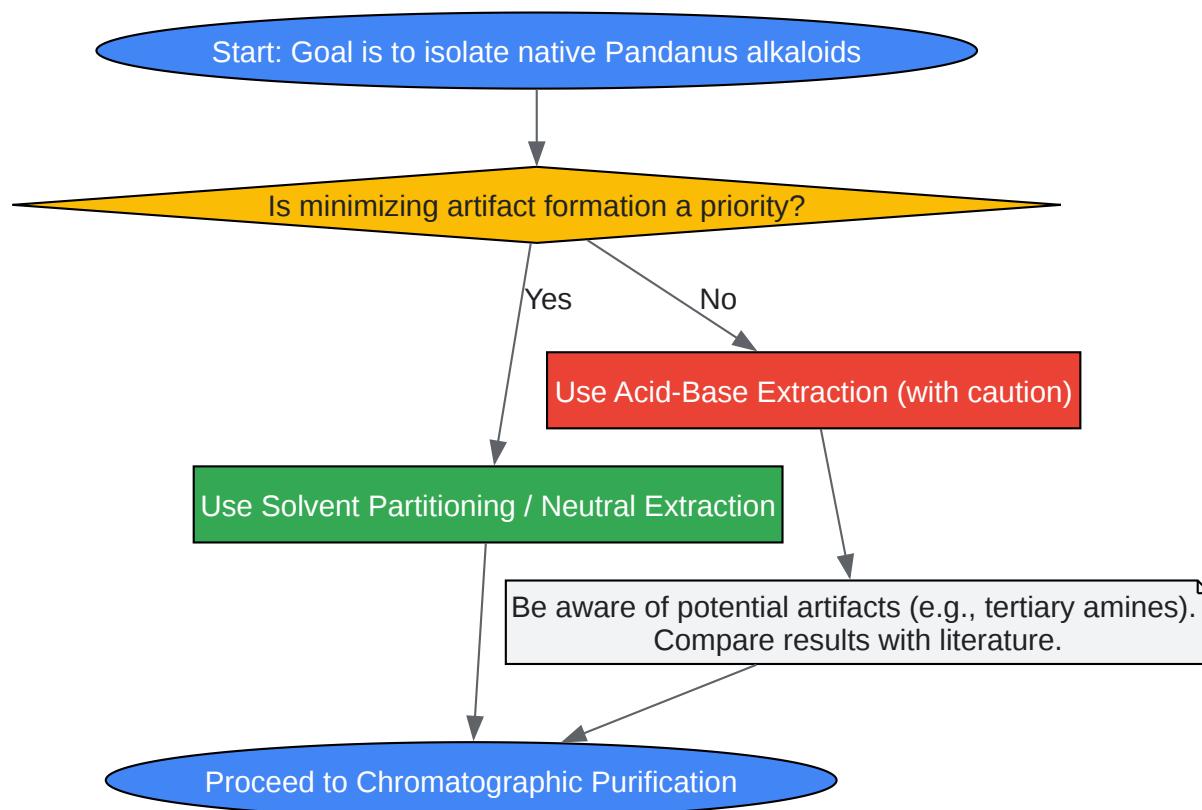 Start: Goal is to isolate native Pandanus alkaloids
Is minimizing artifact formation a priority?
Yes
No
Use Acid-Base Extraction (with caution)
Use Solvent Partitioning / Neutral Extraction
Be aware of potential artifacts (e.g., tertiary amines).
Compare results with literature.
Proceed to Chromatographic Purification